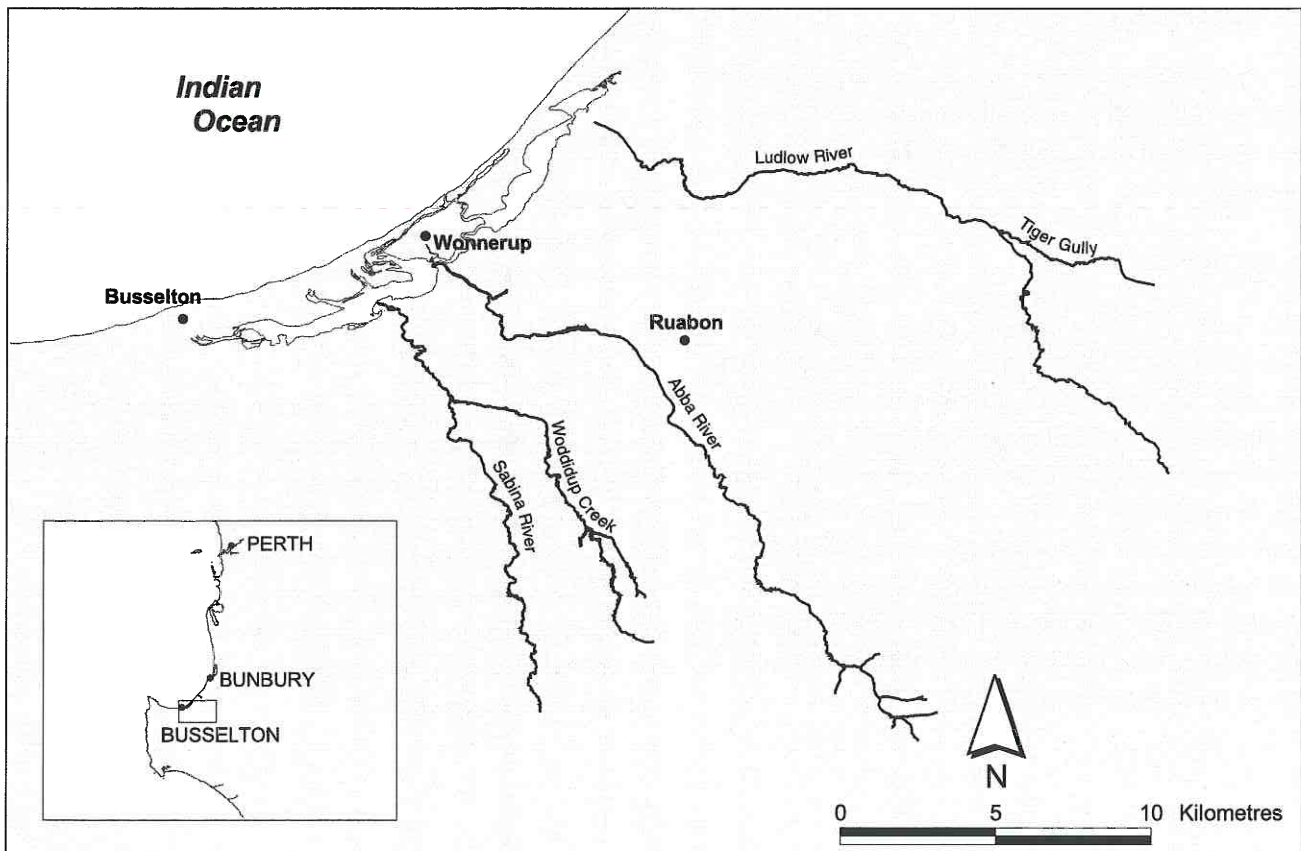 Indian
Ocean
Ludlow River
Tiger Gully
Wonnerup
Busselton
Ruabon
Abba River
Woddidup Creek
Sabina River
PERTH
BUNBURY
BUSSELTON
N
0 5 10 Kilometres